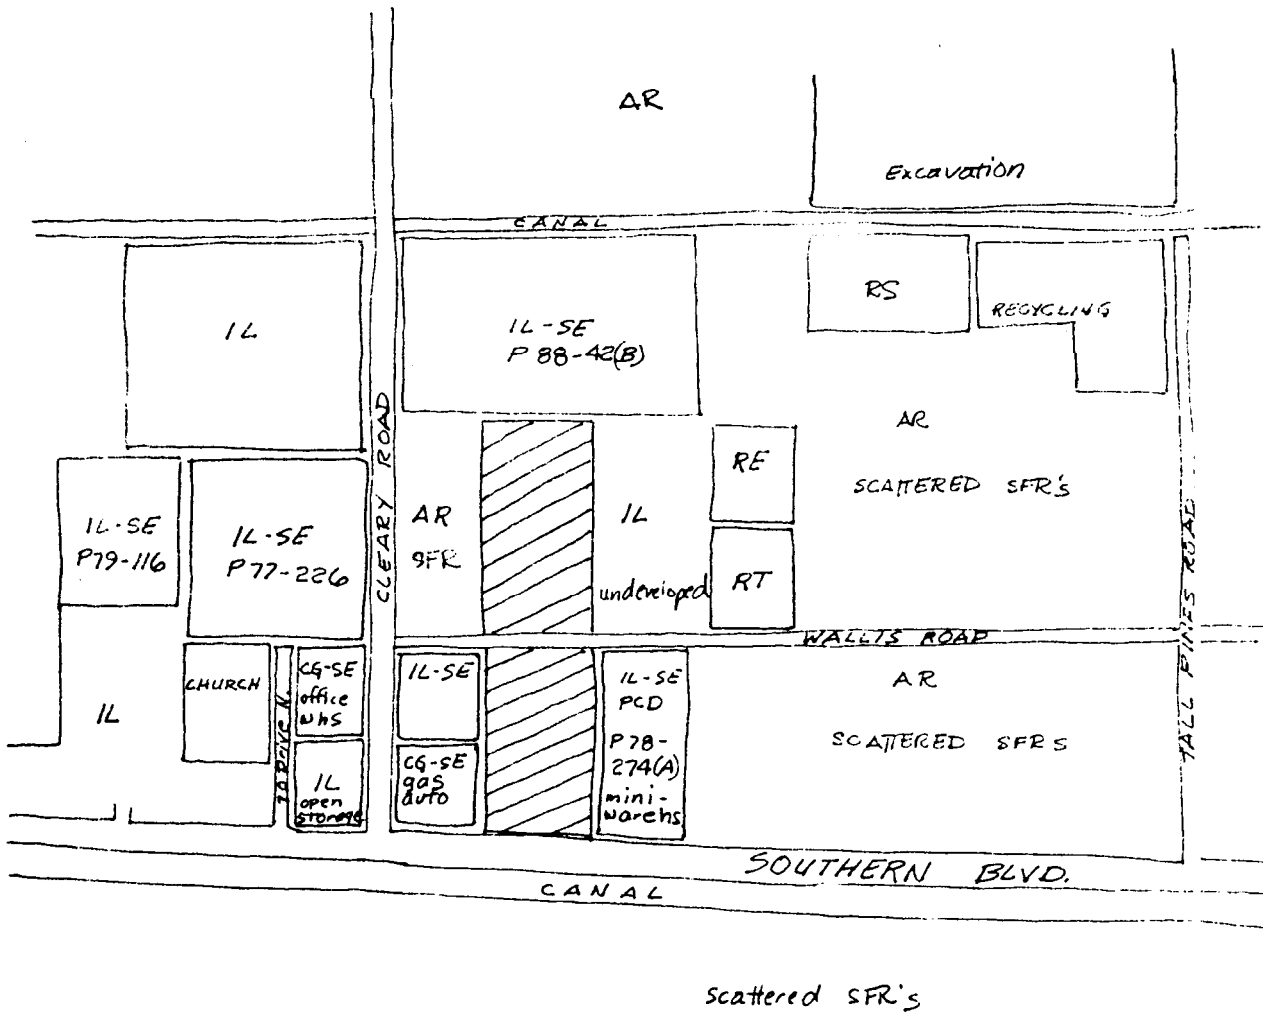 AR
Excavation
CANAL
IL
IL-SE
P 88-42(B)
RS
RECYCLING
CLEARY ROAD
AR
SCATTERED SFR's
IL-SE
P79-116
IL-SE
P77-226
AR
SFR
IL
undeveloped
RE
RT
TALL PINES ROAD
WALLIS ROAD
IL
CHURCH
DRIVE N.
CG-SE
office
whs
IL
open
storage
IL-SE
CG-SE
gas
auto
IL-SE
PCD
P78-
274(A)
mini-
warehs
AR
SCATTERED SFRs
SOUTHERN BLVD.
CANAL
scattered SFR's